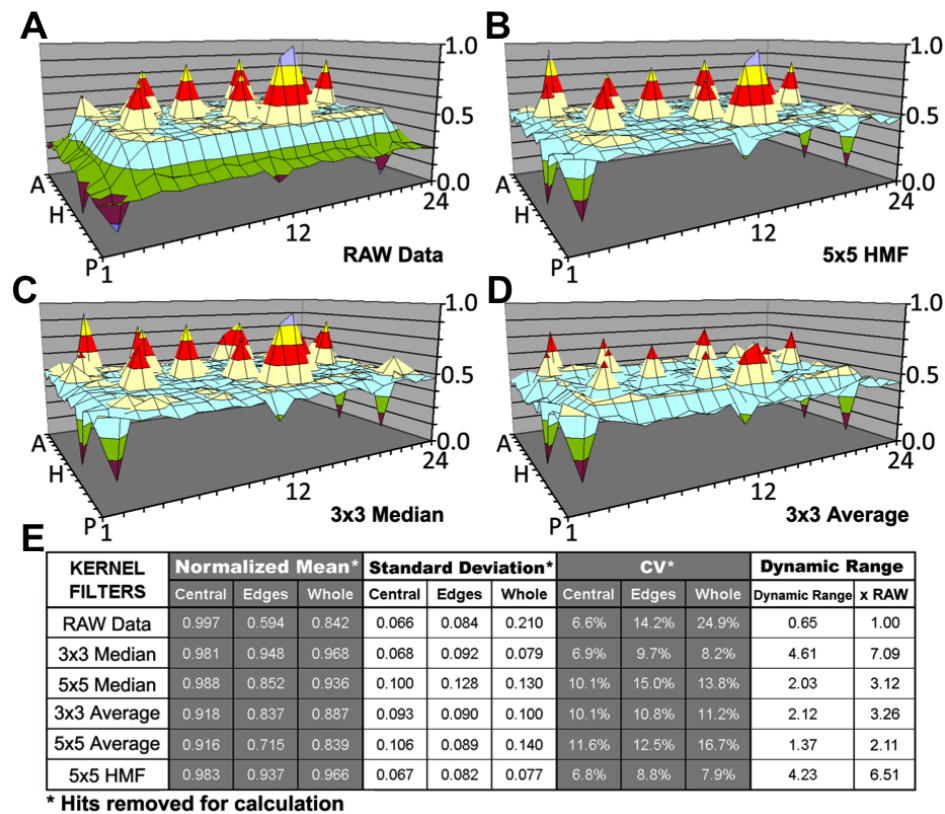 A
1.0
0.5
0.0
A
H
P
1
12
24
RAW Data
B
1.0
0.5
0.0
A
H
P
1
12
24
5x5 HMF
C
1.0
0.5
0.0
A
H
P
1
12
24
3x3 Median
D
1.0
0.5
0.0
A
H
P
1
12
24
3x3 Average
E
KERNEL FILTERS Normalized Mean* Standard Deviation* CV* Dynamic Range
Central Edges Whole Central Edges Whole Central Edges Whole Dynamic Range x RAW
RAW Data 0.997 0.594 0.842 0.066 0.084 0.210 6.6% 14.2% 24.9% 0.65 1.00
3x3 Median 0.981 0.948 0.968 0.068 0.092 0.079 6.9% 9.7% 8.2% 4.61 7.09
5x5 Median 0.988 0.852 0.936 0.100 0.128 0.130 10.1% 15.0% 13.8% 2.03 3.12
3x3 Average 0.918 0.837 0.887 0.093 0.090 0.100 10.1% 10.8% 11.2% 2.12 3.26
5x5 Average 0.916 0.715 0.839 0.106 0.089 0.140 11.6% 12.5% 16.7% 1.37 2.11
5x5 HMF 0.983 0.937 0.966 0.067 0.082 0.077 6.8% 8.8% 7.9% 4.23 6.51
* Hits removed for calculation